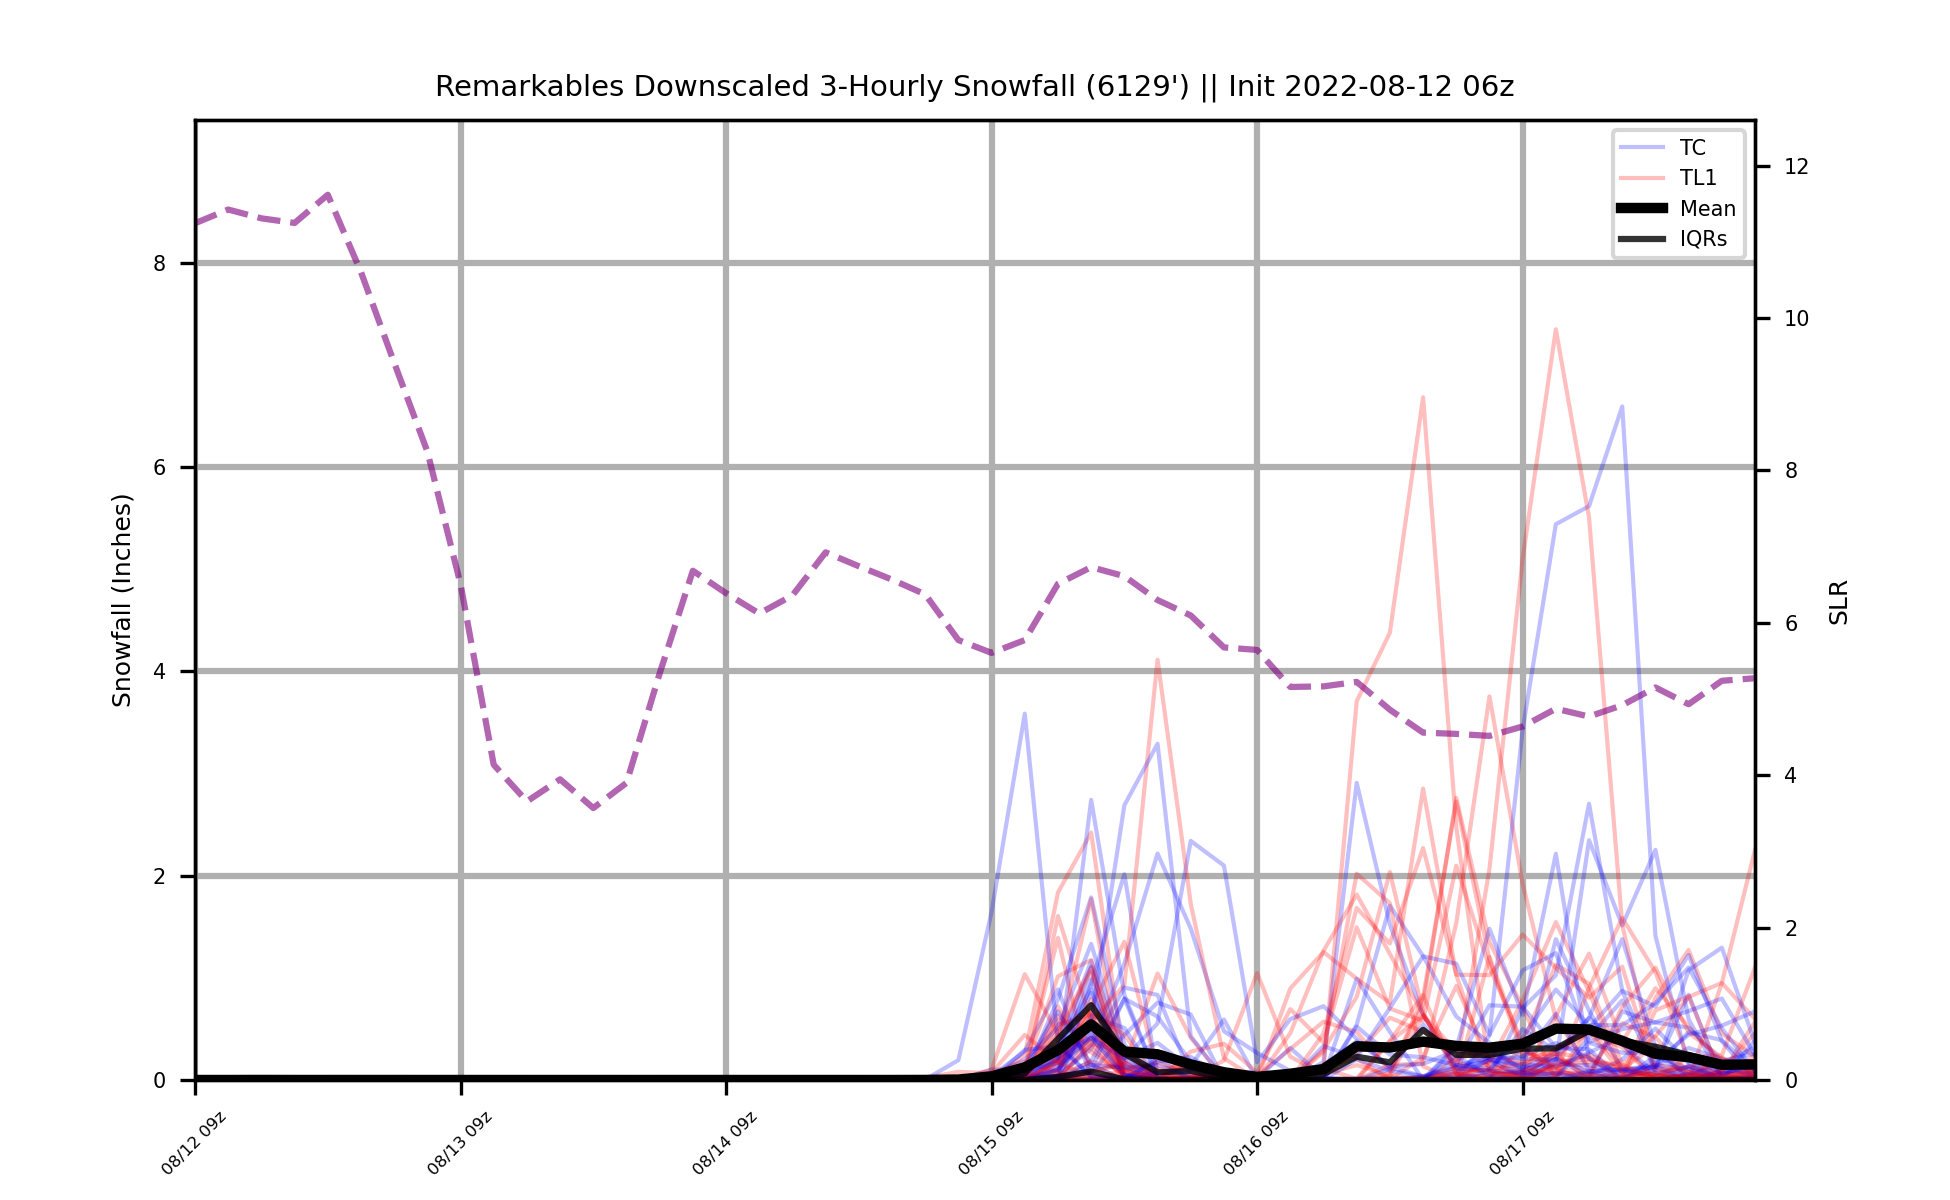 Remarkables Downscaled 3-Hourly Snowfall (6129') || Init 2022-08-12 06z
TC
TL1
Mean
IQRs
Snowfall (Inches)
8
6
4
2
0
12
10
8
6
4
2
0
SLR
08/12 09z
08/13 09z
08/14 09z
08/15 09z
08/16 09z
08/17 09z